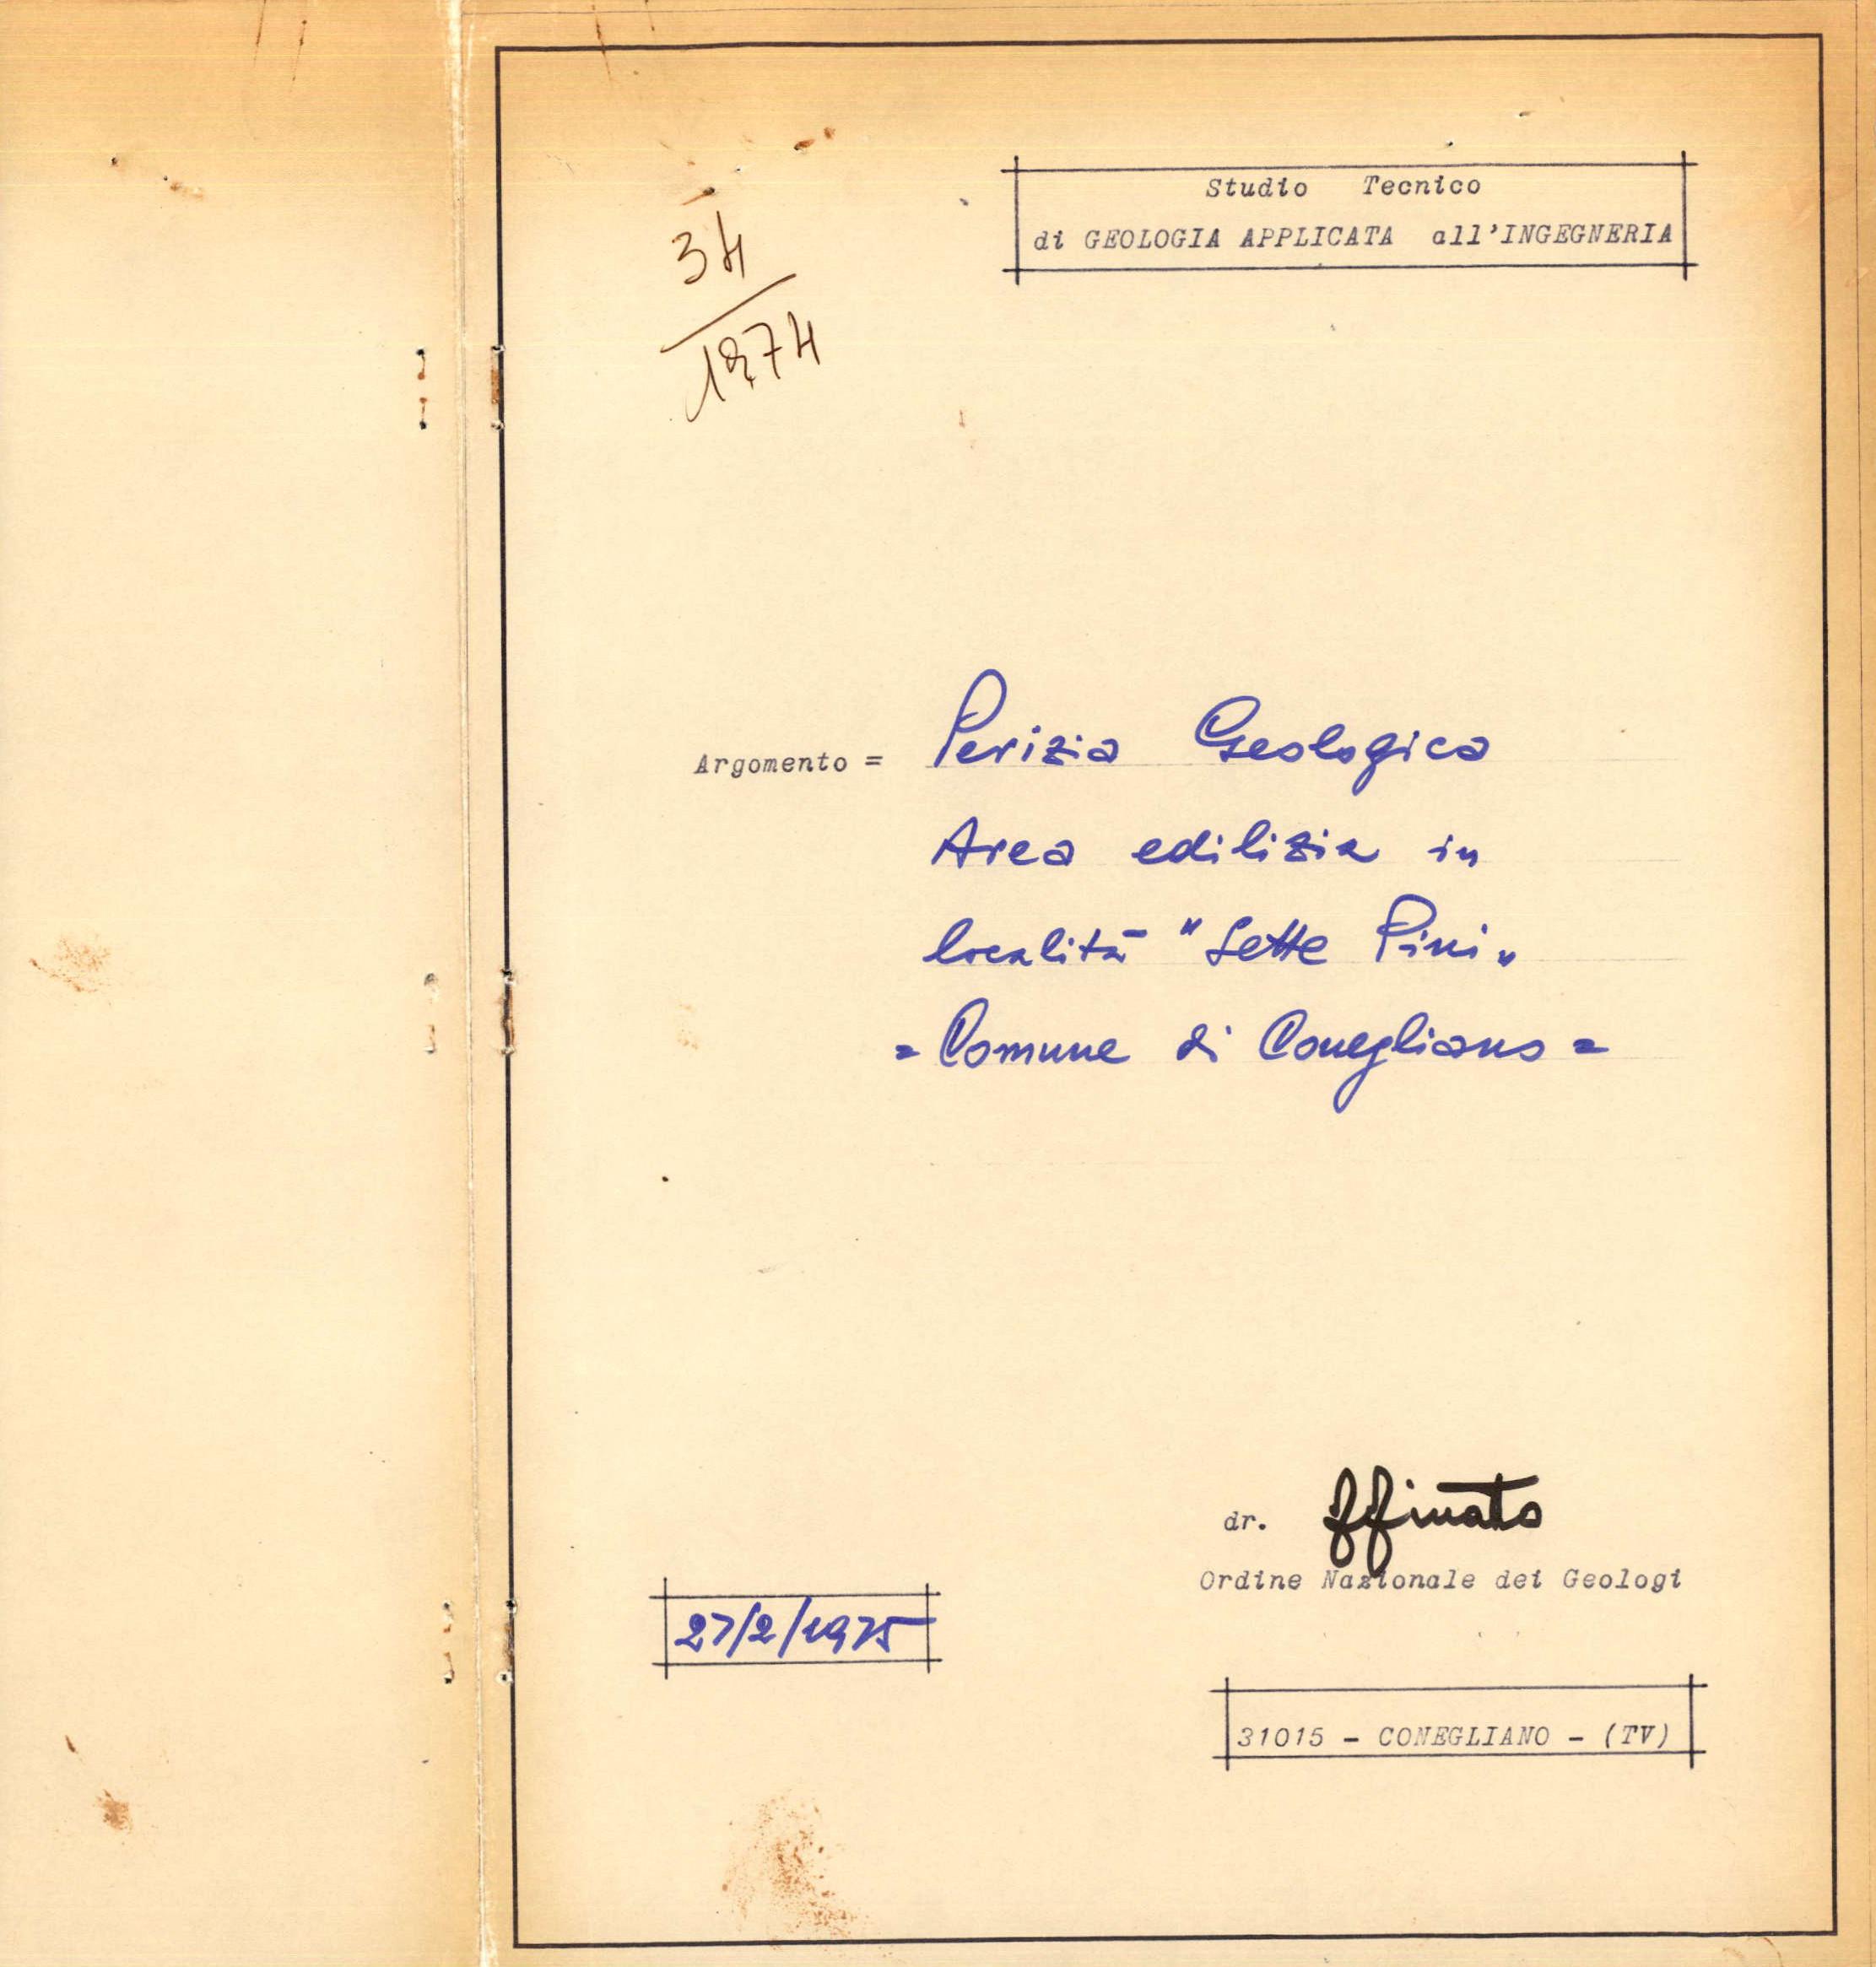 Studio Tecnico
di GEOLOGIA APPLICATA all'INGEGNERIA
34
1974
Argomento = Perizia Geologica
Area edilizia in
località "Sette Pini"
= Comune di Conegliano =
dr.
Ordine Nazionale dei Geologi
27/2/1975
31015 - CONEGLIANO - (TV)